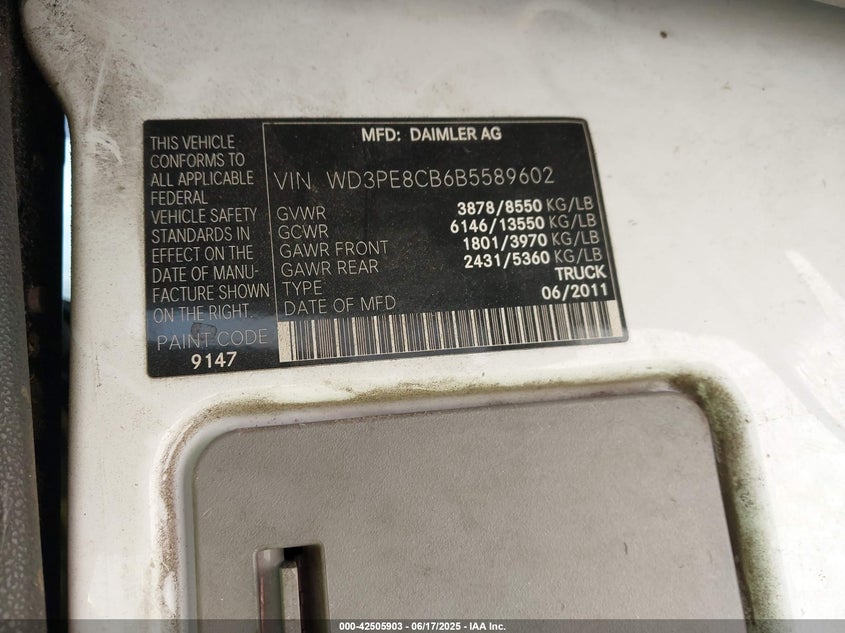 MFD: DAIMLER AG
THIS VEHICLE
CONFORMS TO
ALL APPLICABLE
FEDERAL
VEHICLE SAFETY
STANDARDS IN
EFFECT ON THE
DATE OF MANU-
FACTURE SHOWN
ON THE RIGHT.
PAINT CODE
9147
VIN WD3PE8CB6B5589602
GVWR 3878/8550 KG/LB
GCWR 6146/13550 KG/LB
GAWR FRONT 1801/3970 KG/LB
GAWR REAR 2431/5360 KG/LB
TYPE TRUCK
DATE OF MFD 06/2011
000-42505903 - 06/17/2025 - IAA Inc.